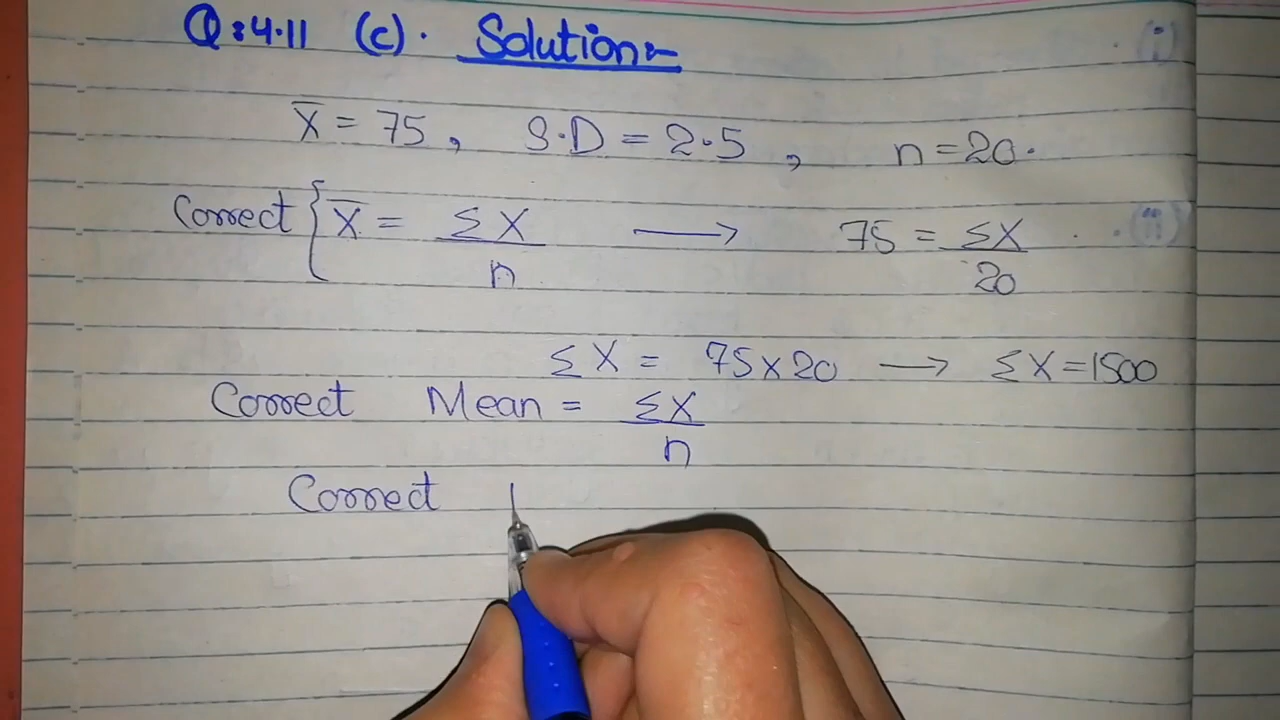 Q:4.11 (c). Solution:-
(i)
X̅ = 75, S.D = 2.5, n=20.
Correct { X̅ = ΣX / n → 75 = ΣX / 20
(ii)
ΣX = 75×20 → ΣX=1500
Correct Mean = ΣX / n
Correct